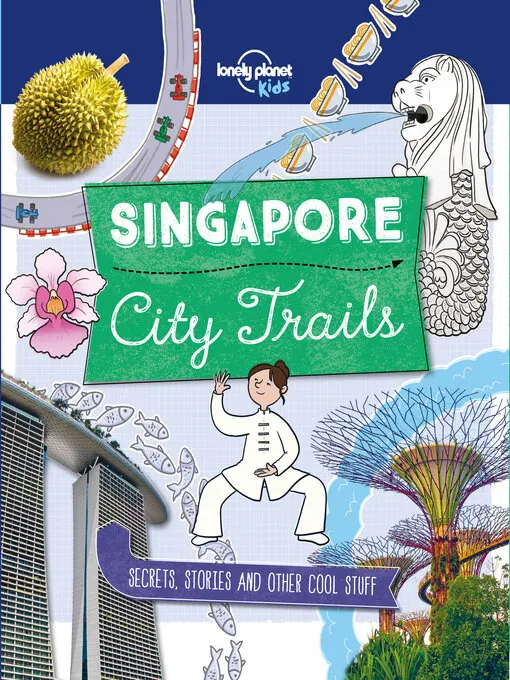 lonely planet
kids
SINGAPORE
City Trails
SECRETS, STORIES AND OTHER COOL STUFF